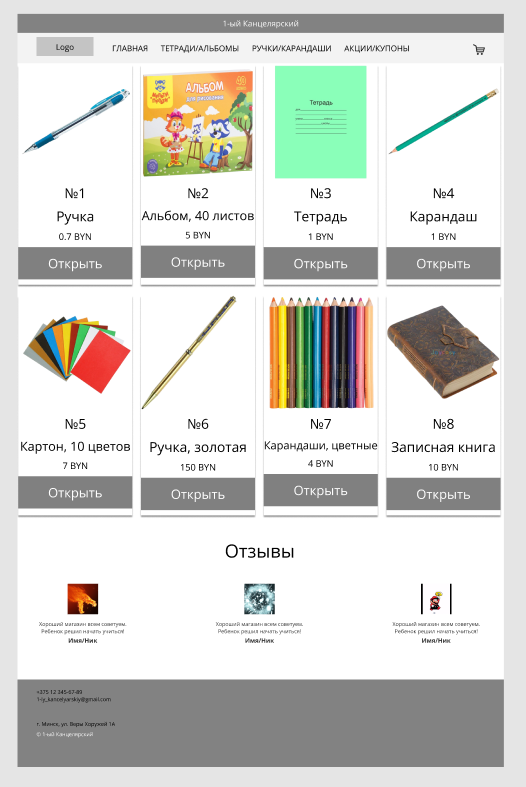 1-ый Канцелярский
Logo
ГЛАВНАЯ ТЕТРАДИ/АЛЬБОМЫ РУЧКИ/КАРАНДАШИ АКЦИИ/КУПОНЫ
АЛЬБОМ
Тетрадь
№1
Ручка
0.7 BYN
Открыть
№2
Альбом, 40 листов
5 BYN
Открыть
№3
Тетрадь
1 BYN
Открыть
№4
Карандаш
1 BYN
Открыть
№5
Картон, 10 цветов
7 BYN
Открыть
№6
Ручка, золотая
150 BYN
Открыть
№7
Карандаши, цветные
4 BYN
Открыть
№8
Записная книга
10 BYN
Открыть
Отзывы
Хороший магазин всем советуем.
Ребенок решил начать учиться!
Имя/Ник
Хороший магазин всем советуем.
Ребенок решил начать учиться!
Имя/Ник
Хороший магазин всем советуем.
Ребенок решил начать учиться!
Имя/Ник
+375 12 345-67-89
1-iy_kancelyarskiy@gmail.com
г. Минск, ул. Веры Хоружей 1А
© 1-ый Канцелярский